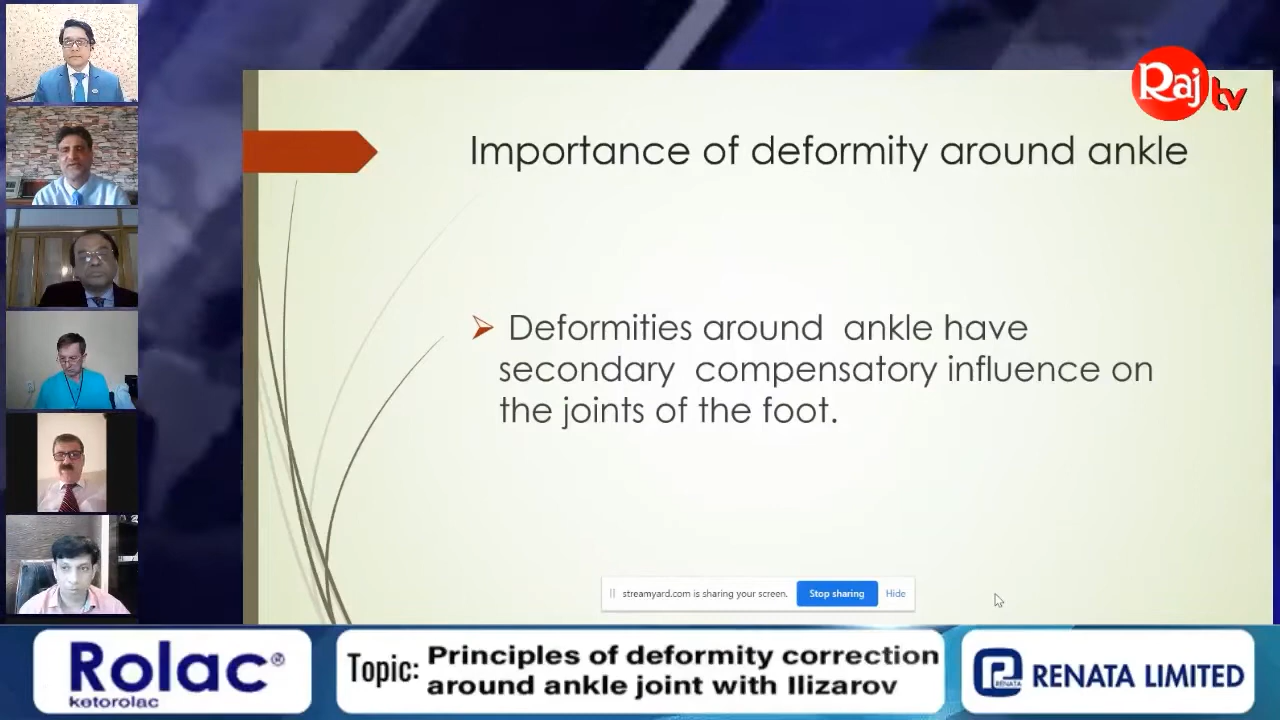 Raj tv
Importance of deformity around ankle
Deformities around ankle have
secondary compensatory influence on
the joints of the foot.
streamyard.com is sharing your screen.
Stop sharing
Hide
Rolac®
ketorolac
Topic: Principles of deformity correction
around ankle joint with Ilizarov
RENATA
RENATA LIMITED